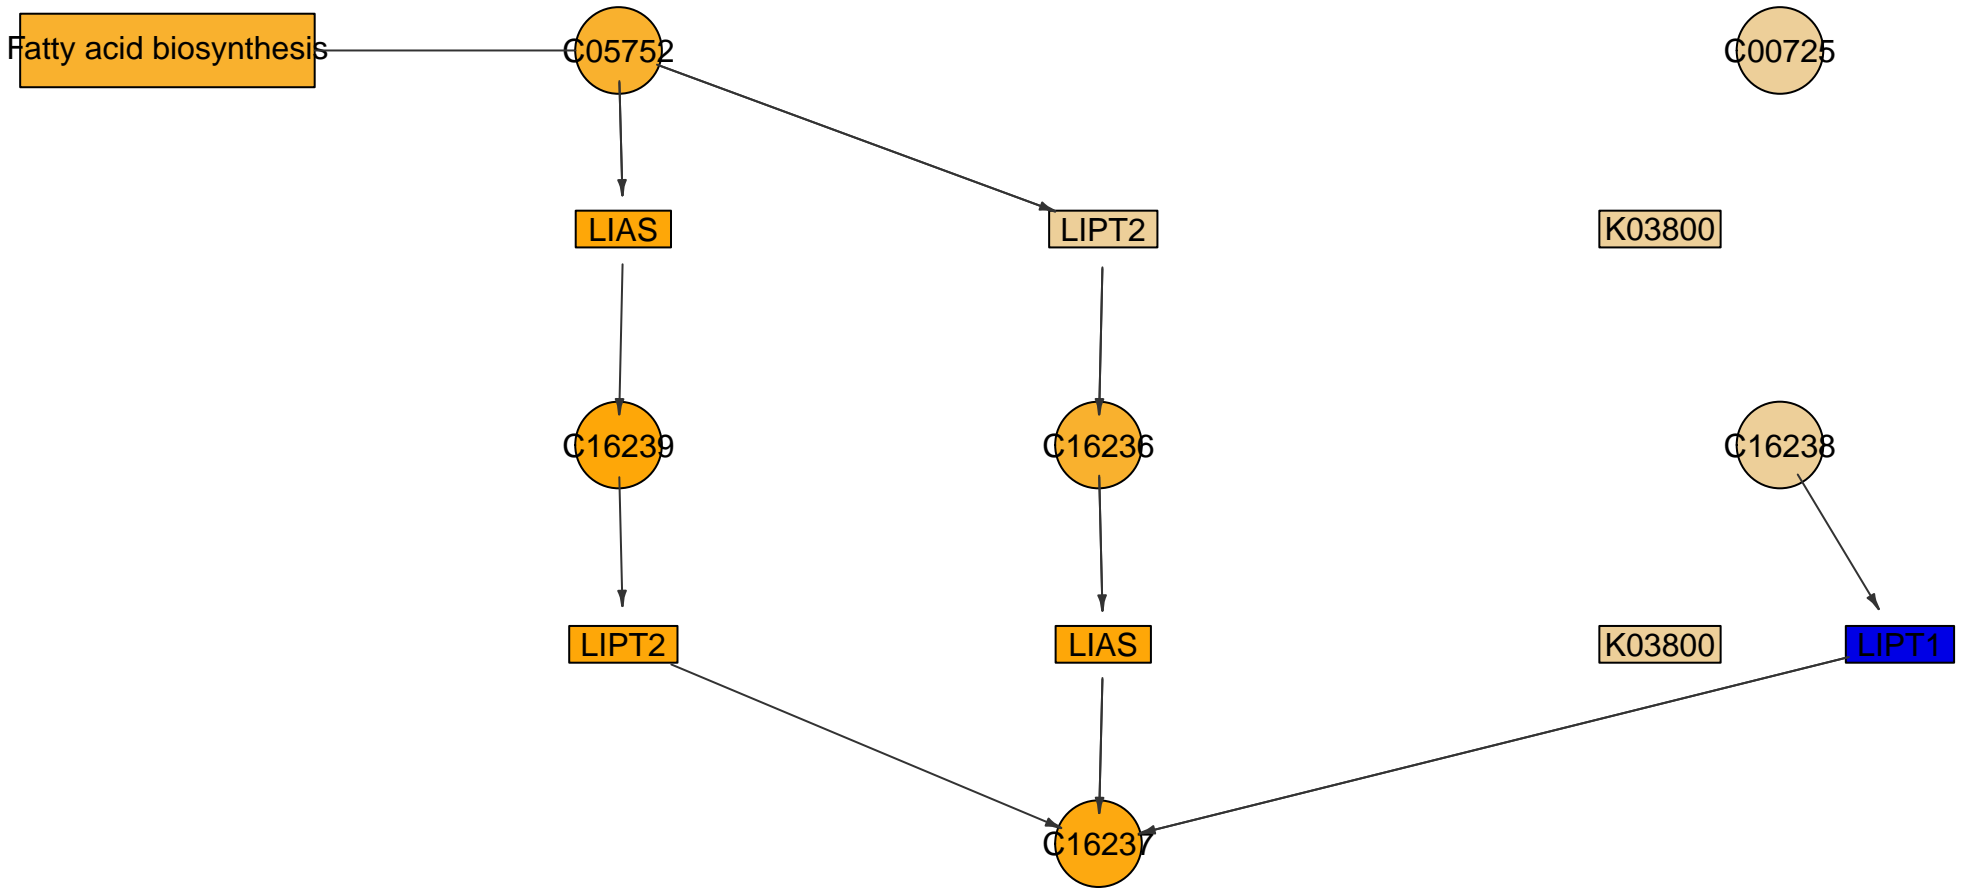 Fatty acid biosynthesis
C05752
C00725
LIAS
LIPT2
K03800
C16239
C16236
C16238
LIPT2
LIAS
K03800
LIPT1
C16237